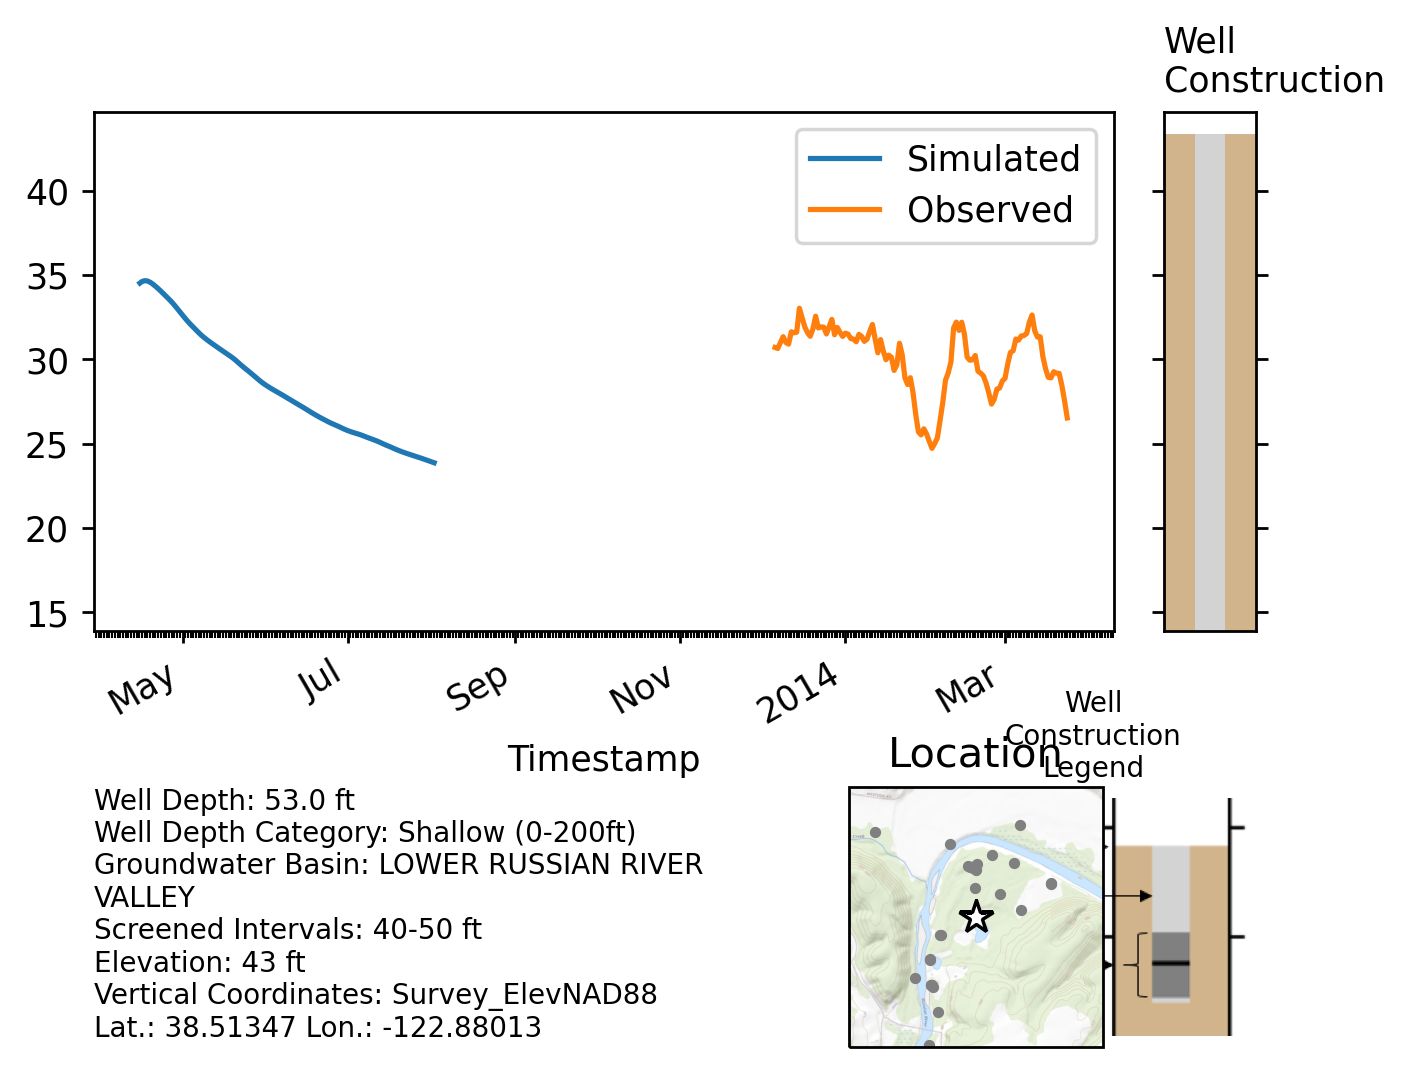 Well
Construction
Simulated
Observed
40
35
30
25
20
15
May
Jul
Sep
Nov
2014
Mar
Timestamp
Well
Construction
Legend
Location
Well Depth: 53.0 ft
Well Depth Category: Shallow (0-200ft)
Groundwater Basin: LOWER RUSSIAN RIVER
VALLEY
Screened Intervals: 40-50 ft
Elevation: 43 ft
Vertical Coordinates: Survey_ElevNAD88
Lat.: 38.51347 Lon.: -122.88013